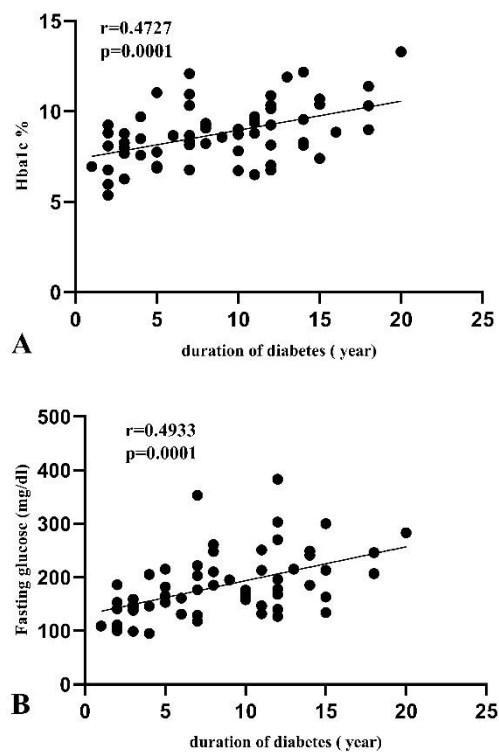 r=0.4727
p=0.0001
15
10
5
0
Hba1c %
0 5 10 15 20 25
duration of diabetes ( year)
A
r=0.4933
p=0.0001
500
400
300
200
100
0
Fasting glucose (mg/dl)
0 5 10 15 20 25
duration of diabetes ( year)
B